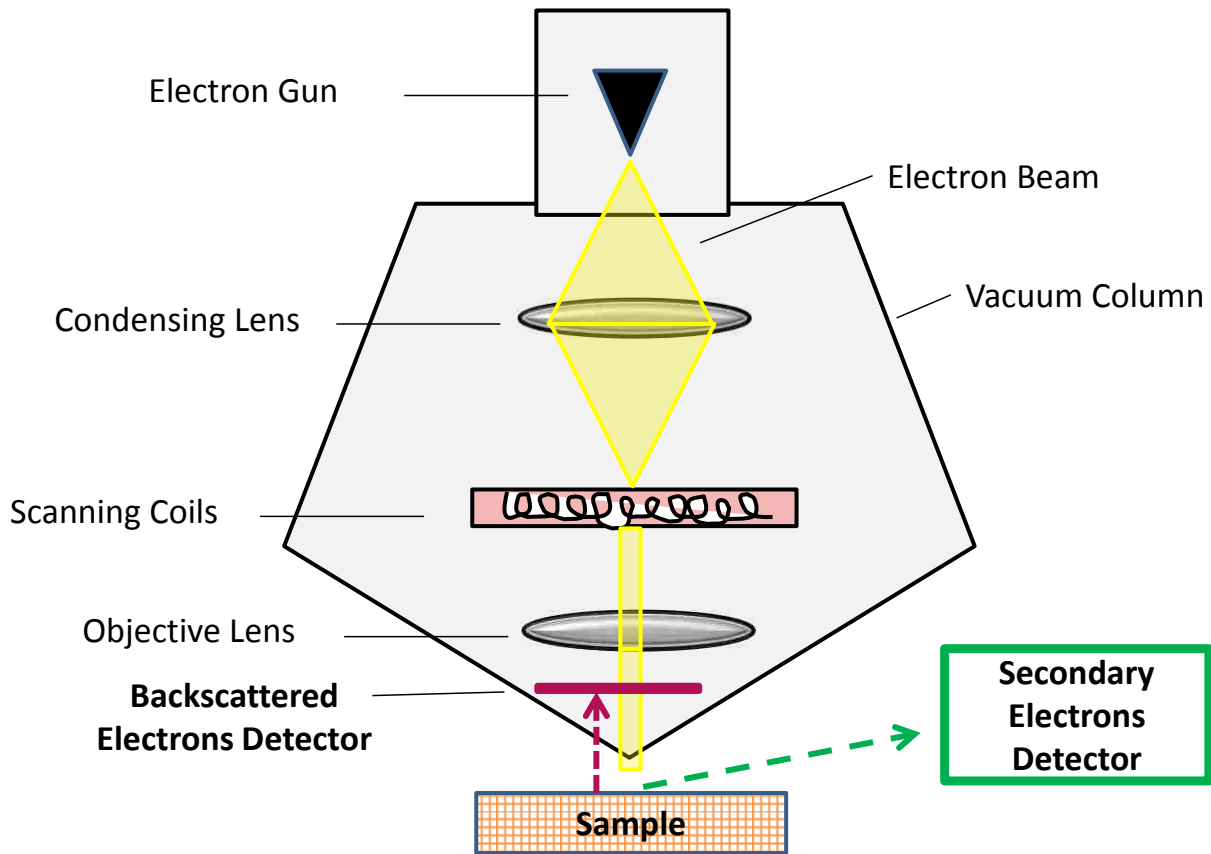 Electron Gun
Electron Beam
Vacuum Column
Condensing Lens
Scanning Coils
Objective Lens
Backscattered
Electrons Detector
Secondary
Electrons
Detector
Sample